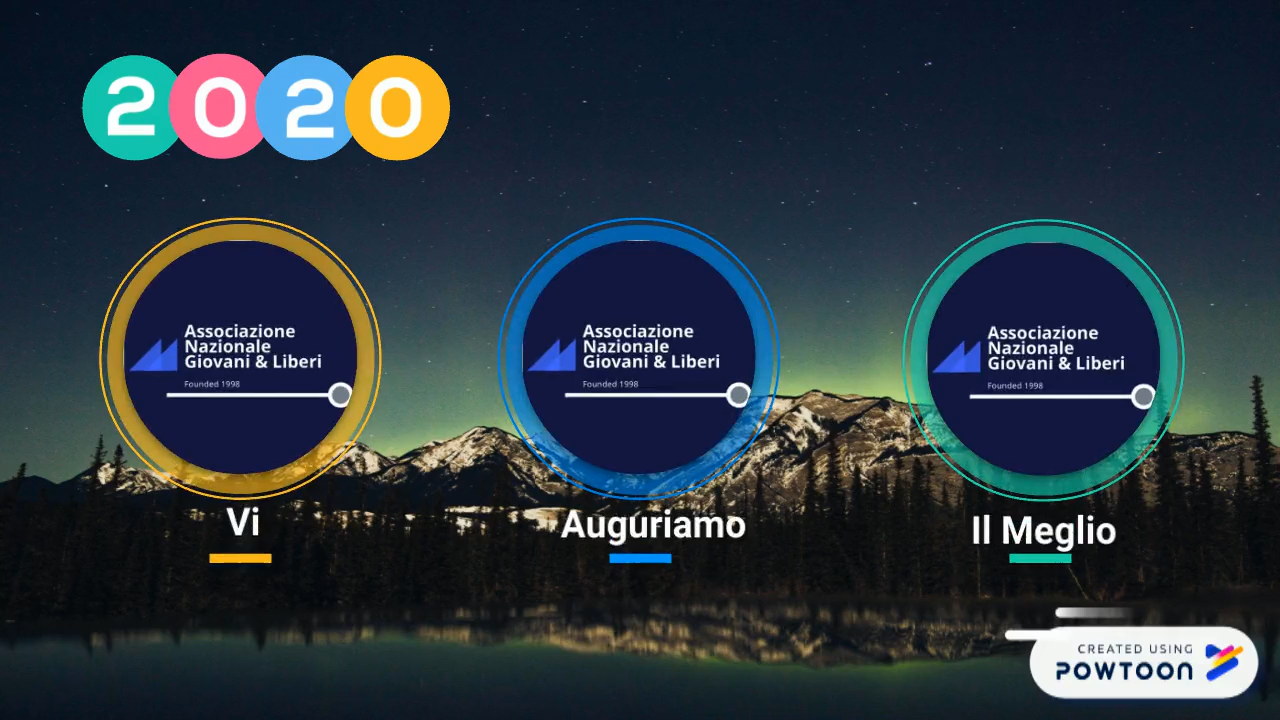 2020
Associazione
Nazionale
Giovani & Liberi
Founded 1998
Associazione
Nazionale
Giovani & Liberi
Founded 1998
Associazione
Nazionale
Giovani & Liberi
Founded 1998
Vi
Auguriamo
Il Meglio
CREATED USING
POWTOON